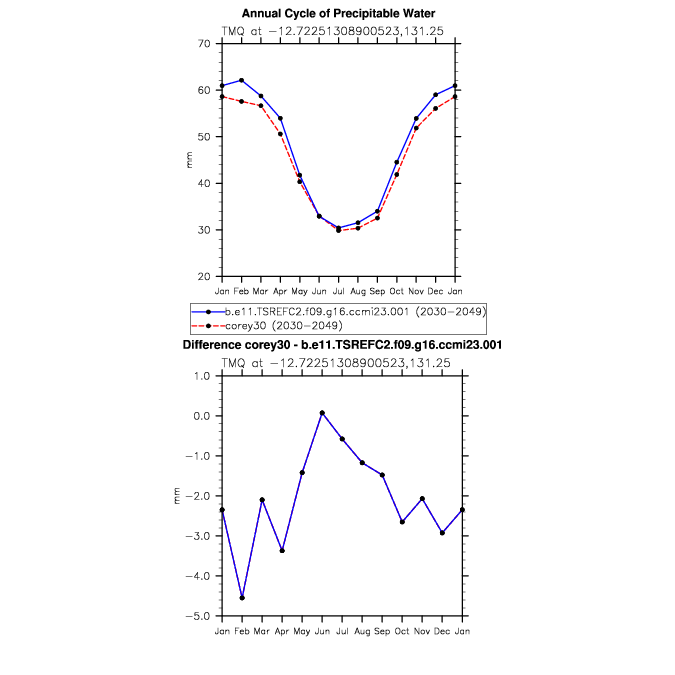 Annual Cycle of Precipitable Water
TMQ at −12.72251308900523,131.25
70
60
50
40
30
20
mm
Jan Feb Mar Apr May Jun Jul Aug Sep Oct Nov Dec Jan
b.e11.TSREFC2.f09.g16.ccmi23.001 (2030−2049)
corey30 (2030−2049)
Difference corey30 - b.e11.TSREFC2.f09.g16.ccmi23.001
TMQ at −12.72251308900523,131.25
1.0
0.0
−1.0
−2.0
−3.0
−4.0
−5.0
mm
Jan Feb Mar Apr May Jun Jul Aug Sep Oct Nov Dec Jan